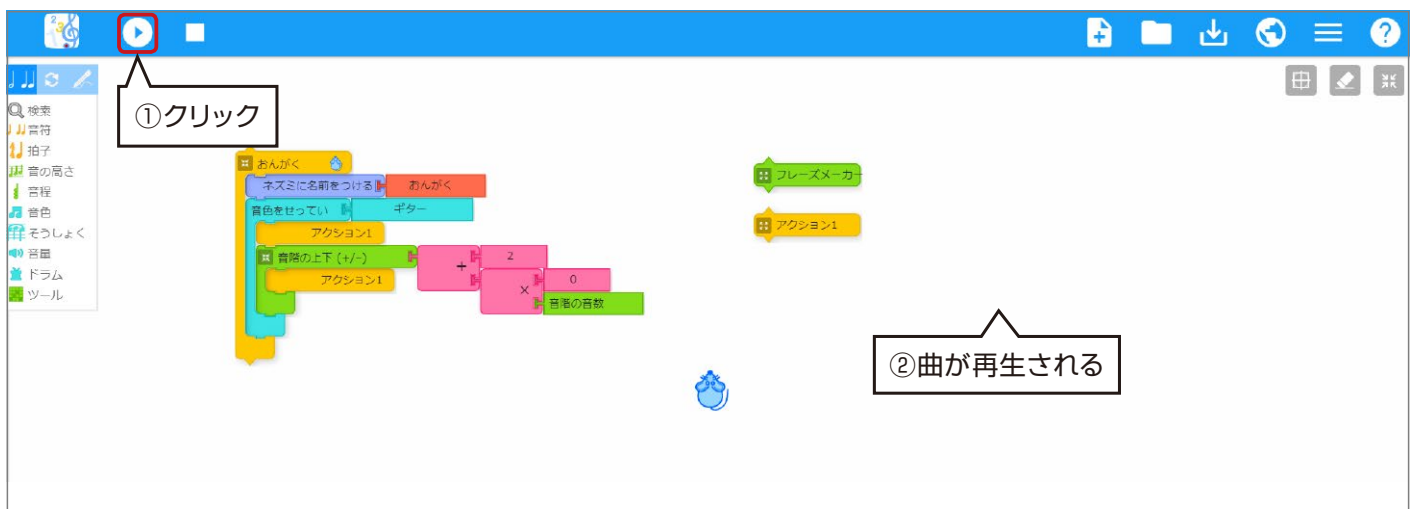 ①クリック
検索
音符
拍子
音の高さ
音程
音色
そうしょく
音量
ドラム
ツール
おんがく
ネズミに名前をつける おんがく
音色をせってい ギター
アクション1
音階の上下 (+/−) + 2
アクション1 × 0
音階の音数
フレーズメーカー
アクション1
②曲が再生される